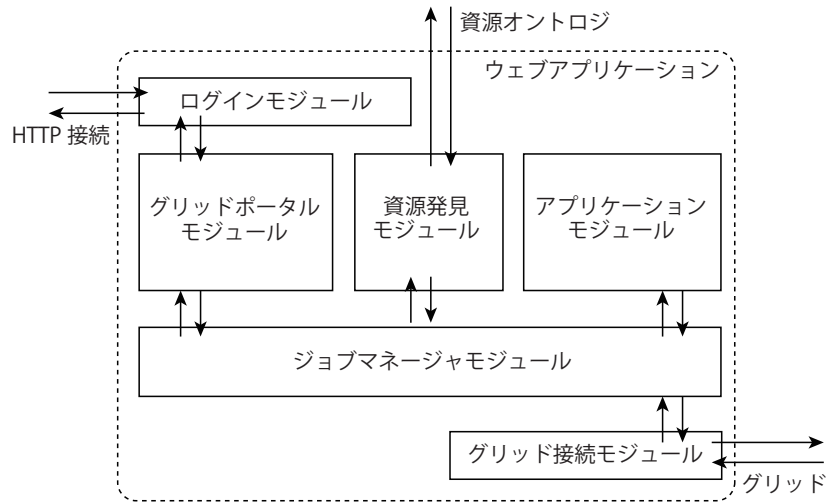 資源オントロジ
ウェブアプリケーション
ログインモジュール
HTTP 接続
グリッドポータル
モジュール
資源発見
モジュール
アプリケーション
モジュール
ジョブマネージャモジュール
グリッド接続モジュール
グリッド